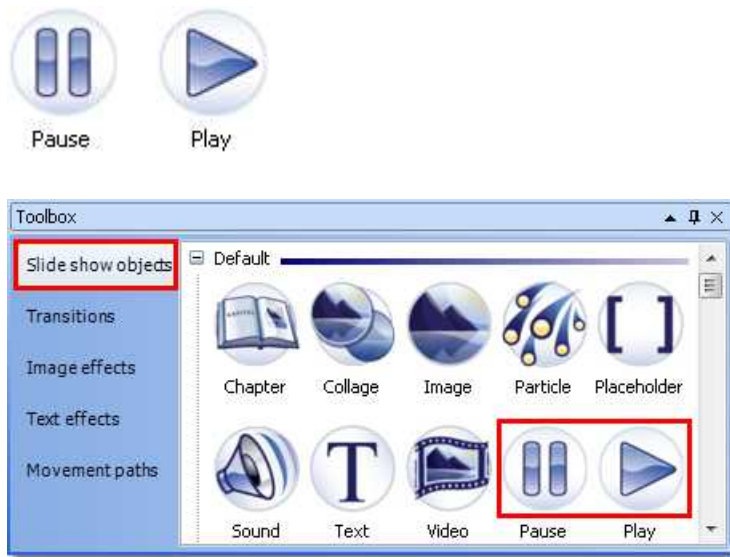 Pause Play
Toolbox
Slide show objects
Default
Transitions
Image effects
Chapter Collage Image Particle Placeholder
Text effects
Movement paths
T
Sound Text Video Pause Play